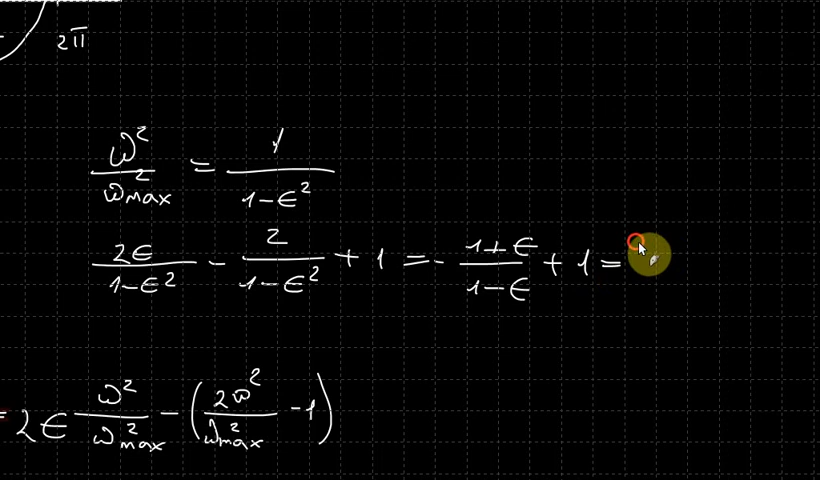 2π
ω²/ω²max = 1/(1-ϵ²)
2ϵ/(1-ϵ²) - 2/(1-ϵ²) + 1 = - (1+ϵ)/(1-ϵ) + 1 =
= 2ϵ ω²/ω²max - (2ω²/ω²max - 1)